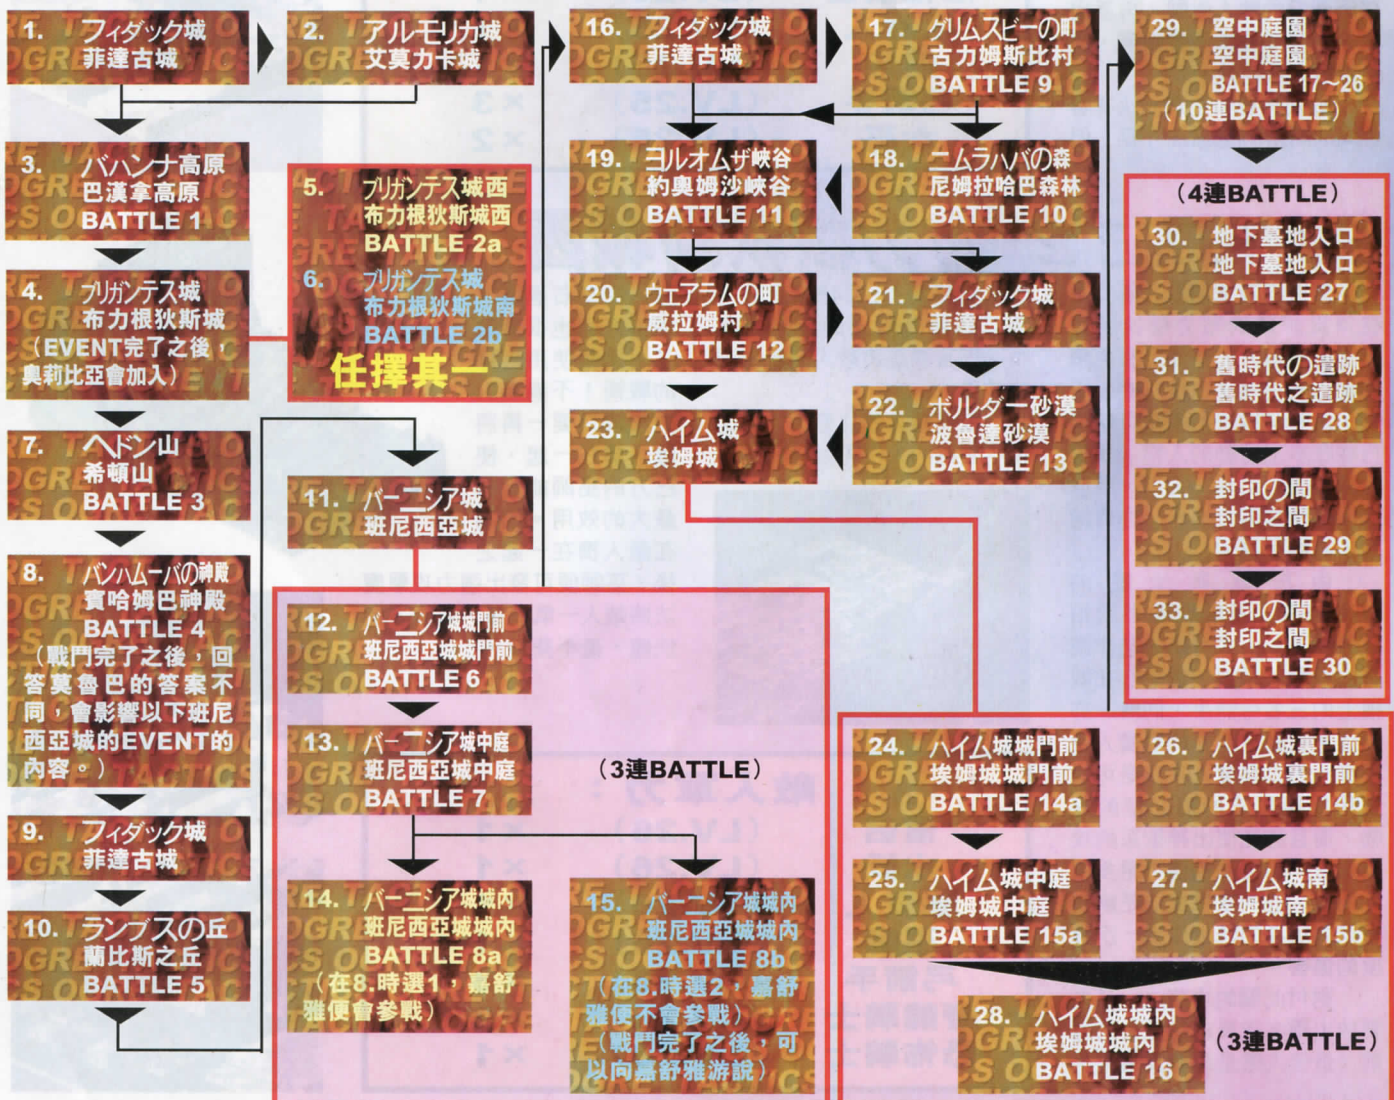 1. フィダック城
菲達古城
2. アルモリカ城
艾莫力卡城
3. バハンナ高原
巴漢拿高原
BATTLE 1
4. ブリガンテス城
布力根狄斯城
（EVENT完了之後，
奧莉比亞會加入）
5. ブリガンテス城西
布力根狄斯城西
BATTLE 2a
6. ブリガンテス城
布力根狄斯城南
BATTLE 2b
任擇其一
7. ヘドン山
希頓山
BATTLE 3
8. バンハムーバの神殿
賓哈姆巴神殿
BATTLE 4
（戰鬥完了之後，回
答莫魯巴的答案不
同，會影響以下班尼
西亞城的EVENT的
內容。）
9. フィダック城
菲達古城
10. ランブスの丘
蘭比斯之丘
BATTLE 5
11. バーニシア城
班尼西亞城
12. バーニシア城城門前
班尼西亞城城門前
BATTLE 6
13. バーニシア城中庭
班尼西亞城中庭
BATTLE 7
（3連BATTLE）
14. バーニシア城城內
班尼西亞城城內
BATTLE 8a
（在8.時選1，嘉舒
雅便會參戰）
15. バーニシア城城內
班尼西亞城城內
BATTLE 8b
（在8.時選2，嘉舒
雅便不會參戰）
（戰鬥完了之後，可
以向嘉舒雅游說）
16. フィダック城
菲達古城
17. グリムスビーの町
古力姆斯比村
BATTLE 9
18. ニムラハバの森
尼姆拉哈巴森林
BATTLE 10
19. ヨルオムザ峽谷
約奧姆沙峽谷
BATTLE 11
20. ウェアラムの町
威拉姆村
BATTLE 12
21. フィダック城
菲達古城
22. ボルダー砂漠
波魯達砂漠
BATTLE 13
23. ハイム城
埃姆城
24. ハイム城城門前
埃姆城城門前
BATTLE 14a
25. ハイム城中庭
埃姆城中庭
BATTLE 15a
26. ハイム城裏門前
埃姆城裏門前
BATTLE 14b
27. ハイム城南
埃姆城南
BATTLE 15b
28. ハイム城城內
埃姆城城內
BATTLE 16
（3連BATTLE）
29. 空中庭園
空中庭園
BATTLE 17～26
（10連BATTLE）
（4連BATTLE）
30. 地下墓地入口
地下墓地入口
BATTLE 27
31. 舊時代の遺跡
舊時代之遺跡
BATTLE 28
32. 封印の間
封印之間
BATTLE 29
33. 封印の間
封印之間
BATTLE 30